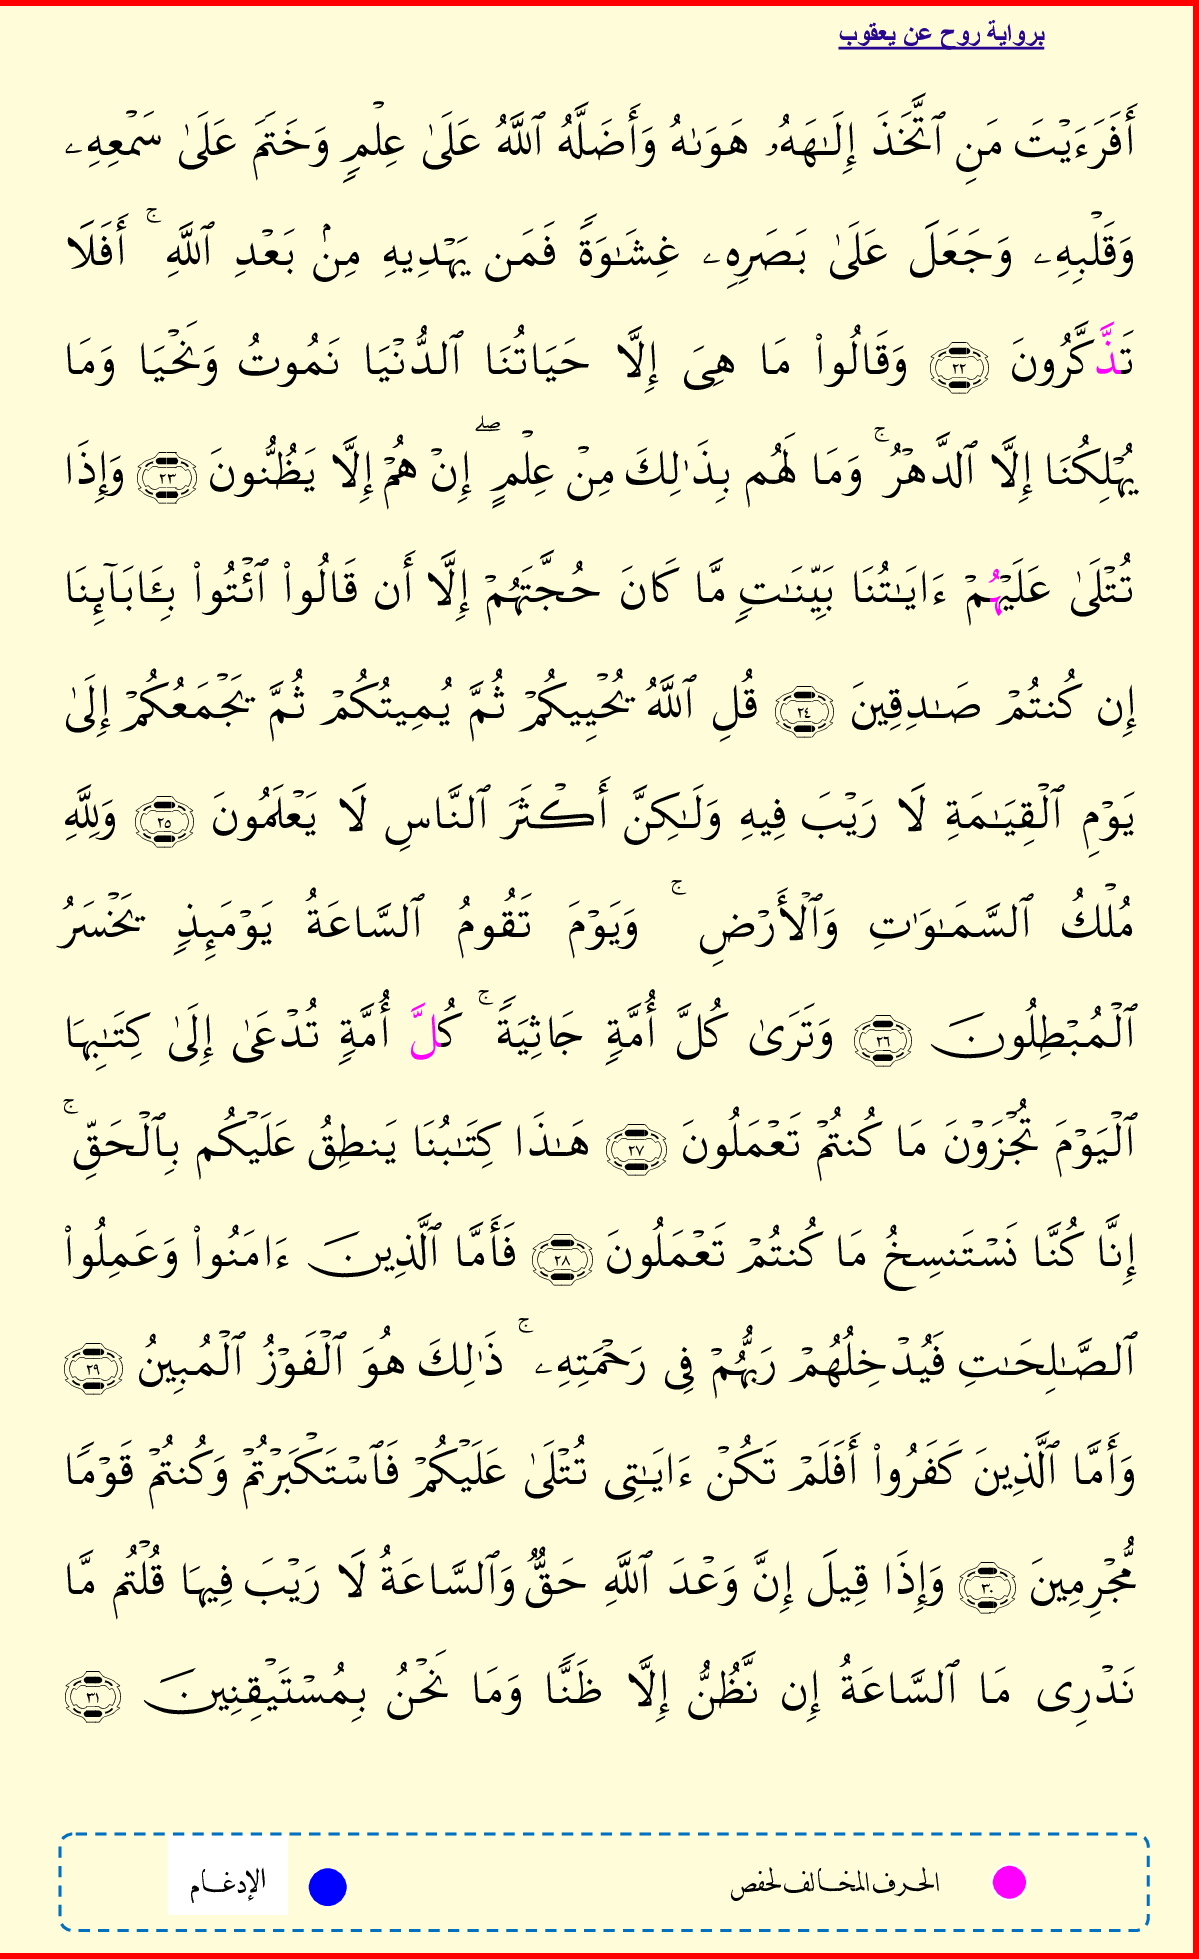 برواية روح عن يعقوب
أَفَرَءَيْتَ مَنِ ٱتَّخَذَ إِلَـٰهَهُۥ هَوَىٰهُ وَأَضَلَّهُ ٱللَّهُ عَلَىٰ عِلْمٍۢ وَخَتَمَ عَلَىٰ سَمْعِهِۦ
وَقَلْبِهِۦ وَجَعَلَ عَلَىٰ بَصَرِهِۦ غِشَـٰوَةًۭ فَمَن يَهْدِيهِ مِنۢ بَعْدِ ٱللَّهِ ۚ أَفَلَا
تَذَّكَّرُونَ ٢٢ وَقَالُوا۟ مَا هِىَ إِلَّا حَيَاتُنَا ٱلدُّنْيَا نَمُوتُ وَنَحْيَا وَمَا
يُهْلِكُنَا إِلَّا ٱلدَّهْرُ ۚ وَمَا لَهُم بِذَٰلِكَ مِنْ عِلْمٍ ۖ إِنْ هُمْ إِلَّا يَظُنُّونَ ٢٣ وَإِذَا
تُتْلَىٰ عَلَيْهُمْ ءَايَـٰتُنَا بَيِّنَـٰتٍۢ مَّا كَانَ حُجَّتَهُمْ إِلَّا أَن قَالُوا۟ ٱئْتُوا۟ بِـَٔابَآئِنَا
إِن كُنتُمْ صَـٰدِقِينَ ٢٤ قُلِ ٱللَّهُ يُحْيِيكُمْ ثُمَّ يُمِيتُكُمْ ثُمَّ يَجْمَعُكُمْ إِلَىٰ
يَوْمِ ٱلْقِيَـٰمَةِ لَا رَيْبَ فِيهِ وَلَـٰكِنَّ أَكْثَرَ ٱلنَّاسِ لَا يَعْلَمُونَ ٢٥ وَلِلَّهِ
مُلْكُ ٱلسَّمَـٰوَٰتِ وَٱلْأَرْضِ ۚ وَيَوْمَ تَقُومُ ٱلسَّاعَةُ يَوْمَئِذٍۢ يَخْسَرُ
ٱلْمُبْطِلُونَ ٢٦ وَتَرَىٰ كُلَّ أُمَّةٍۢ جَاثِيَةًۭ ۚ كُلَّ أُمَّةٍۢ تُدْعَىٰ إِلَىٰ كِتَـٰبِهَا
ٱلْيَوْمَ تُجْزَوْنَ مَا كُنتُمْ تَعْمَلُونَ ٢٧ هَـٰذَا كِتَـٰبُنَا يَنطِقُ عَلَيْكُم بِٱلْحَقِّ ۚ
إِنَّا كُنَّا نَسْتَنسِخُ مَا كُنتُمْ تَعْمَلُونَ ٢٨ فَأَمَّا ٱلَّذِينَ ءَامَنُوا۟ وَعَمِلُوا۟
ٱلصَّـٰلِحَـٰتِ فَيُدْخِلُهُمْ رَبُّهُمْ فِى رَحْمَتِهِۦ ۚ ذَٰلِكَ هُوَ ٱلْفَوْزُ ٱلْمُبِينُ ٢٩
وَأَمَّا ٱلَّذِينَ كَفَرُوا۟ أَفَلَمْ تَكُنْ ءَايَـٰتِى تُتْلَىٰ عَلَيْكُمْ فَٱسْتَكْبَرْتُمْ وَكُنتُمْ قَوْمًۭا
مُّجْرِمِينَ ٣٠ وَإِذَا قِيلَ إِنَّ وَعْدَ ٱللَّهِ حَقٌّۭ وَٱلسَّاعَةُ لَا رَيْبَ فِيهَا قُلْتُم مَّا
نَدْرِى مَا ٱلسَّاعَةُ إِن نَّظُنُّ إِلَّا ظَنًّۭا وَمَا نَحْنُ بِمُسْتَيْقِنِينَ ٣١
الحرف المخالف لحفص
الإدغام